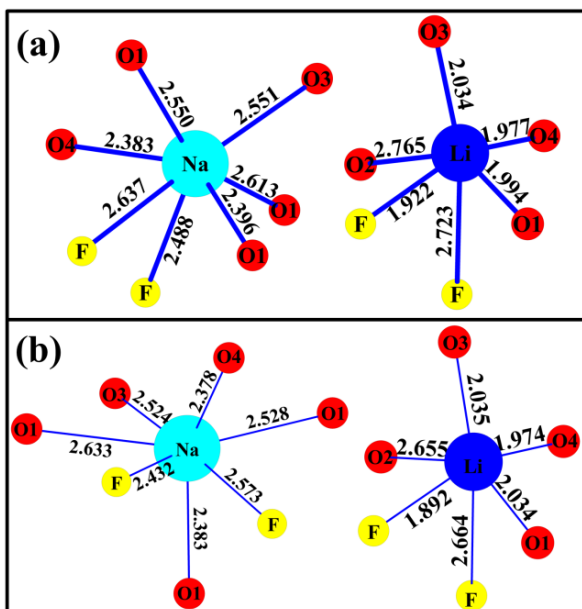 (a)
O1
2.550
O3
2.551
O4
2.383
Na
2.613
O1
2.637
2.488
2.396
O1
F
F
O3
2.034
O2
2.765
Li
1.977
O4
1.922
2.723
1.994
O1
F
F
(b)
O4
2.378
O3
2.524
O1
2.528
O1
2.633
Na
F
2.432
2.573
F
2.383
O1
O3
2.035
O2
2.655
Li
1.974
O4
1.892
2.664
2.034
O1
F
F